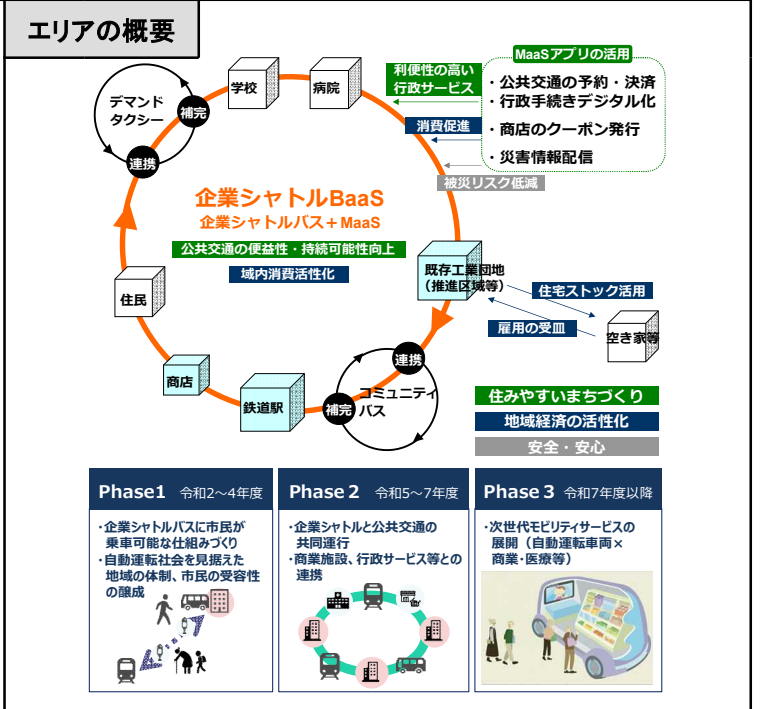 エリアの概要
MaaSアプリの活用
・公共交通の予約・決済
・行政手続きデジタル化
・商店のクーポン発行
・災害情報配信
利便性の高い
行政サービス
消費促進
被災リスク低減
学校
病院
デマンド
タクシー
補完
連携
企業シャトルBaaS
企業シャトルバス＋MaaS
公共交通の便益性・持続可能性向上
域内消費活性化
既存工業団地
（推進区域等）
住宅ストック活用
雇用の受皿
空き家等
住民
商店
鉄道駅
連携
補完
コミュニティ
バス
住みやすいまちづくり
地域経済の活性化
安全・安心
Phase1 令和2～4年度
・企業シャトルバスに市民が
乗車可能な仕組みづくり
・自動運転社会を見据えた
地域の体制、市民の受容性
の醸成
Phase２ 令和5～7年度
・企業シャトルと公共交通の
共同運行
・商業施設、行政サービス等との
連携
Phase３ 令和7年度以降
・次世代モビリティサービスの
展開（自動運転車両×
商業・医療等）